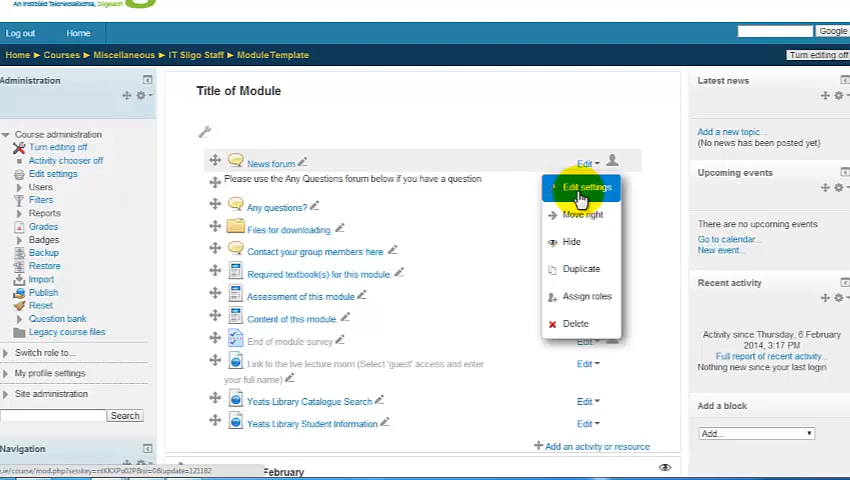 An Institiúid Teicneolaíochta, Sligeach
Log out Home Google
Home ► Courses ► Miscellaneous ► IT Sligo Staff ► Module Template Turn editing off
Administration
Course administration
Turn editing off
Activity chooser off
Edit settings
Users
Filters
Reports
Grades
Badges
Backup
Restore
Import
Publish
Reset
Question bank
Legacy course files
Switch role to...
My profile settings
Site administration
Search
Navigation
Title of Module
News forum Edit
Please use the Any Questions forum below if you have a question
Any questions?
Files for downloading.
Contact your group members here
Required textbook(s) for this module.
Assessment of this module
Content of this module.
End of module survey Edit
Link to the live lecture room (Select 'guest' access and enter Edit
your full name)
Yeats Library Catalogue Search Edit
Yeats Library Student Information Edit
Add an activity or resource
February
Edit settings
Move right
Hide
Duplicate
Assign roles
Delete
Latest news
Add a new topic...
(No news has been posted yet)
Upcoming events
There are no upcoming events
Go to calendar...
New event...
Recent activity
Activity since Thursday, 6 February
2014, 3:17 PM
Full report of recent activity...
Nothing new since your last login
Add a block
Add...